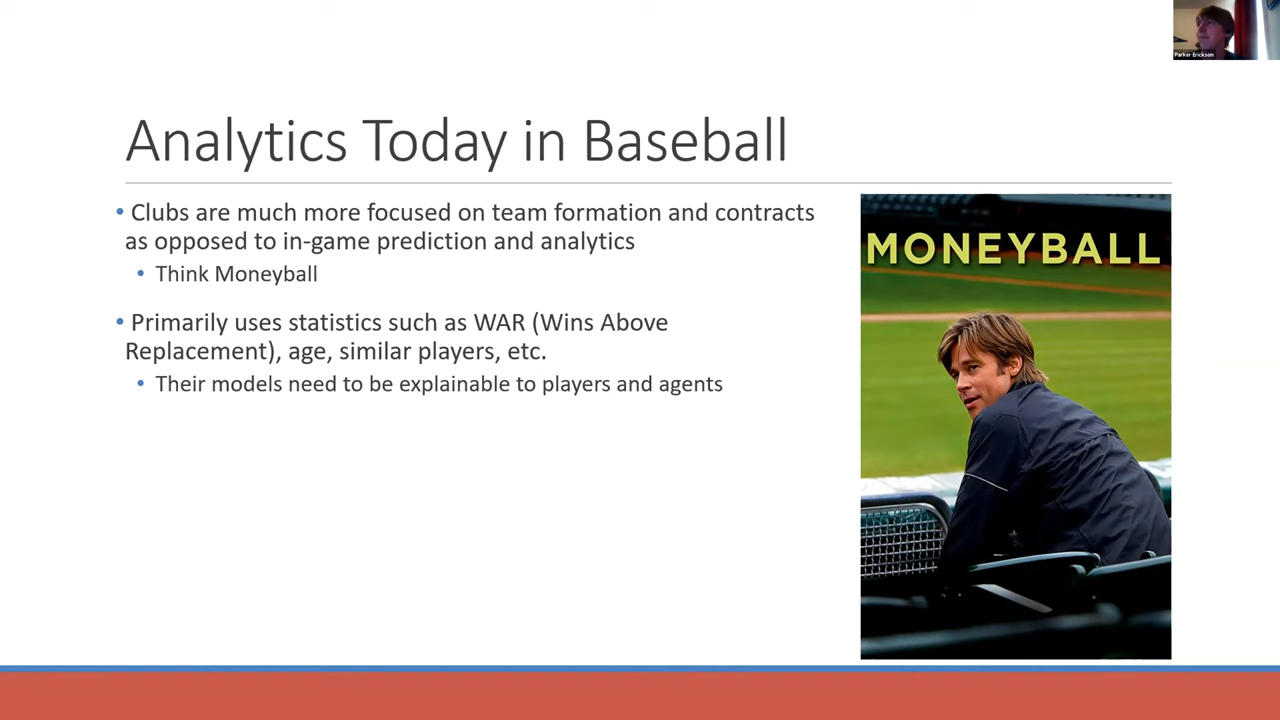 Parker Erickson
Analytics Today in Baseball
• Clubs are much more focused on team formation and contracts
as opposed to in-game prediction and analytics
• Think Moneyball
• Primarily uses statistics such as WAR (Wins Above
Replacement), age, similar players, etc.
• Their models need to be explainable to players and agents
MONEYBALL